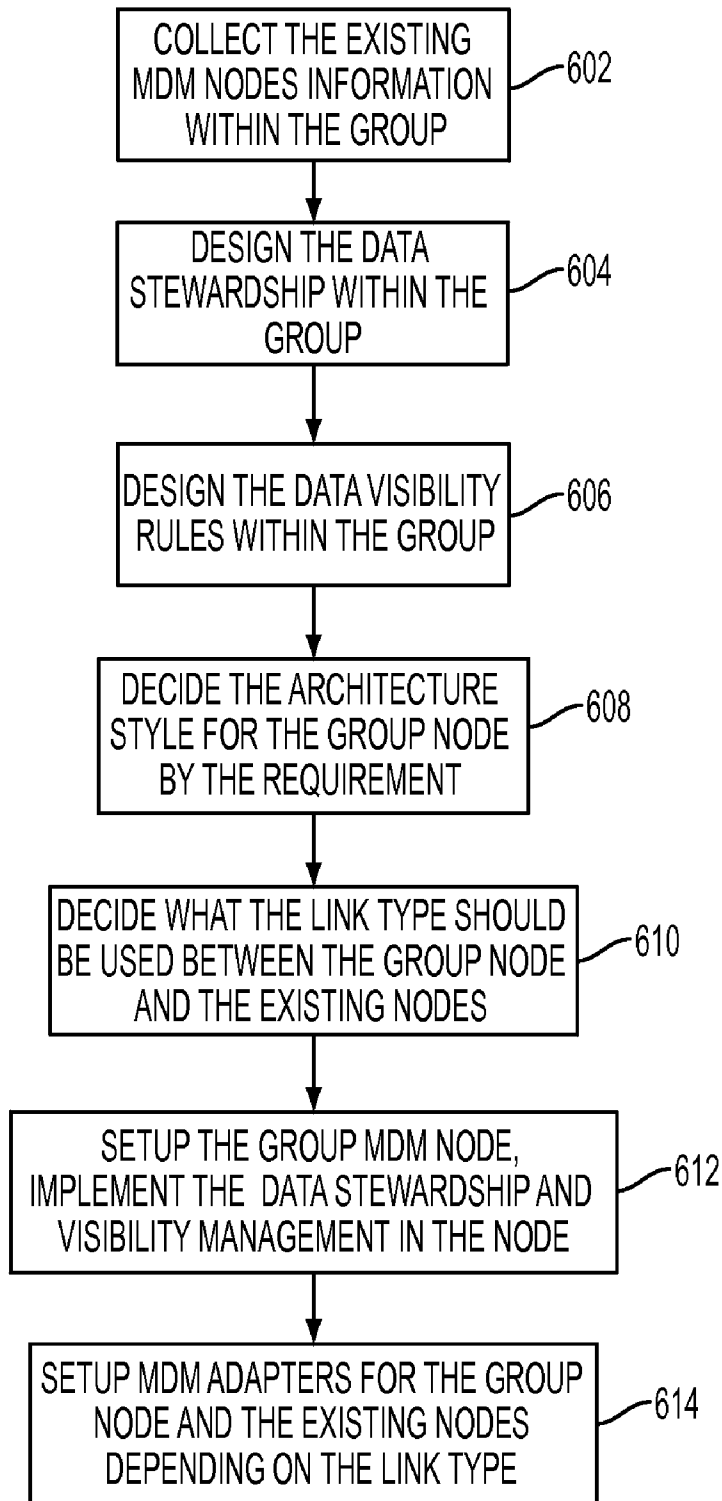 COLLECT THE EXISTING
MDM NODES INFORMATION
WITHIN THE GROUP
602
DESIGN THE DATA
STEWARDSHIP WITHIN THE
GROUP
604
DESIGN THE DATA VISIBILITY
RULES WITHIN THE GROUP
606
DECIDE THE ARCHITECTURE
STYLE FOR THE GROUP NODE
BY THE REQUIREMENT
608
DECIDE WHAT THE LINK TYPE SHOULD
BE USED BETWEEN THE GROUP NODE
AND THE EXISTING NODES
610
SETUP THE GROUP MDM NODE,
IMPLEMENT THE DATA STEWARDSHIP AND
VISIBILITY MANAGEMENT IN THE NODE
612
SETUP MDM ADAPTERS FOR THE GROUP
NODE AND THE EXISTING NODES
DEPENDING ON THE LINK TYPE
614